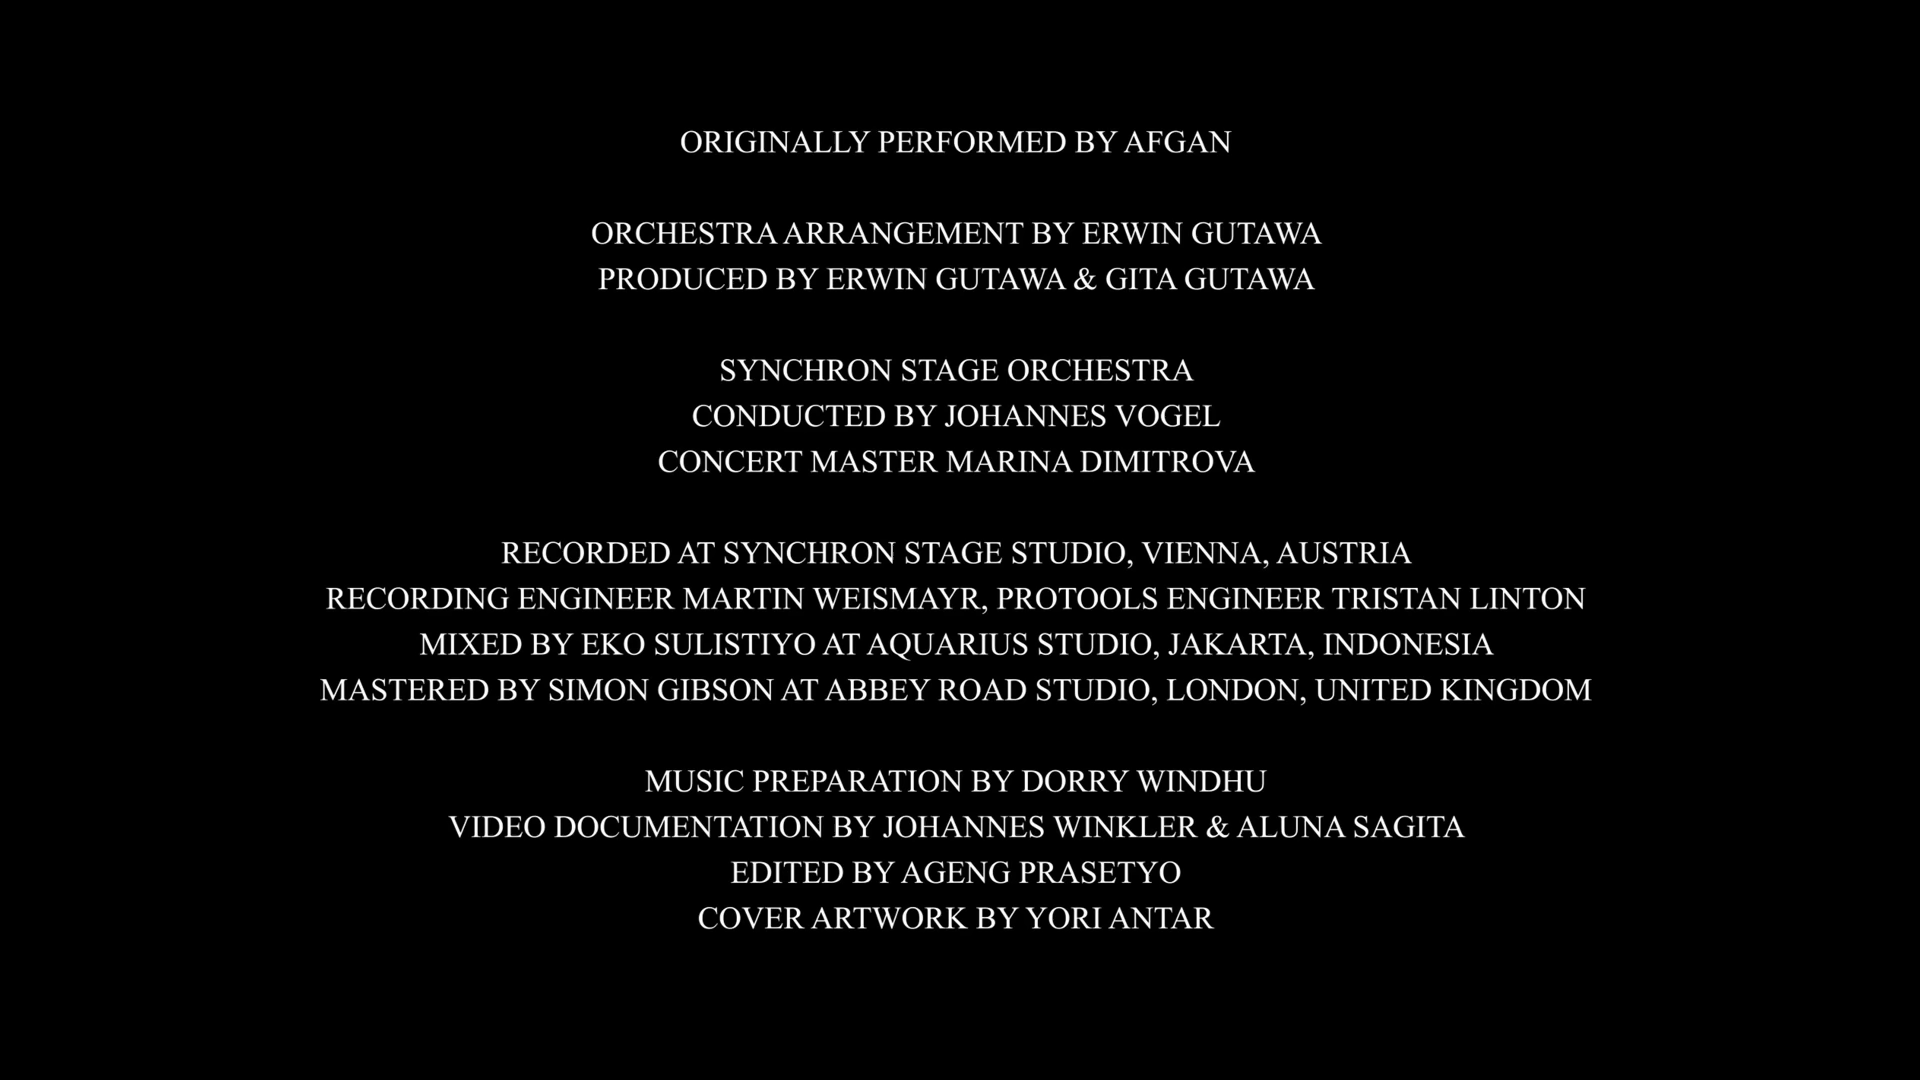 ORIGINALLY PERFORMED BY AFGAN
ORCHESTRA ARRANGEMENT BY ERWIN GUTAWA
PRODUCED BY ERWIN GUTAWA & GITA GUTAWA
SYNCHRON STAGE ORCHESTRA
CONDUCTED BY JOHANNES VOGEL
CONCERT MASTER MARINA DIMITROVA
RECORDED AT SYNCHRON STAGE STUDIO, VIENNA, AUSTRIA
RECORDING ENGINEER MARTIN WEISMAYR, PROTOOLS ENGINEER TRISTAN LINTON
MIXED BY EKO SULISTIYO AT AQUARIUS STUDIO, JAKARTA, INDONESIA
MASTERED BY SIMON GIBSON AT ABBEY ROAD STUDIO, LONDON, UNITED KINGDOM
MUSIC PREPARATION BY DORRY WINDHU
VIDEO DOCUMENTATION BY JOHANNES WINKLER & ALUNA SAGITA
EDITED BY AGENG PRASETYO
COVER ARTWORK BY YORI ANTAR